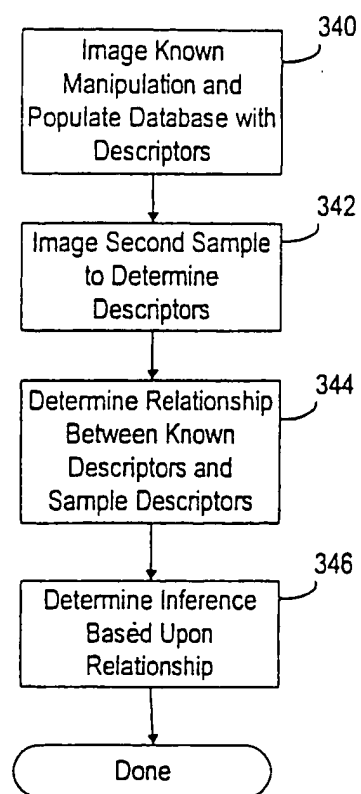 340
Image Known
Manipulation and
Populate Database with
Descriptors
342
Image Second Sample
to Determine
Descriptors
344
Determine Relationship
Between Known
Descriptors and
Sample Descriptors
346
Determine Inference
Based Upon
Relationship
Done